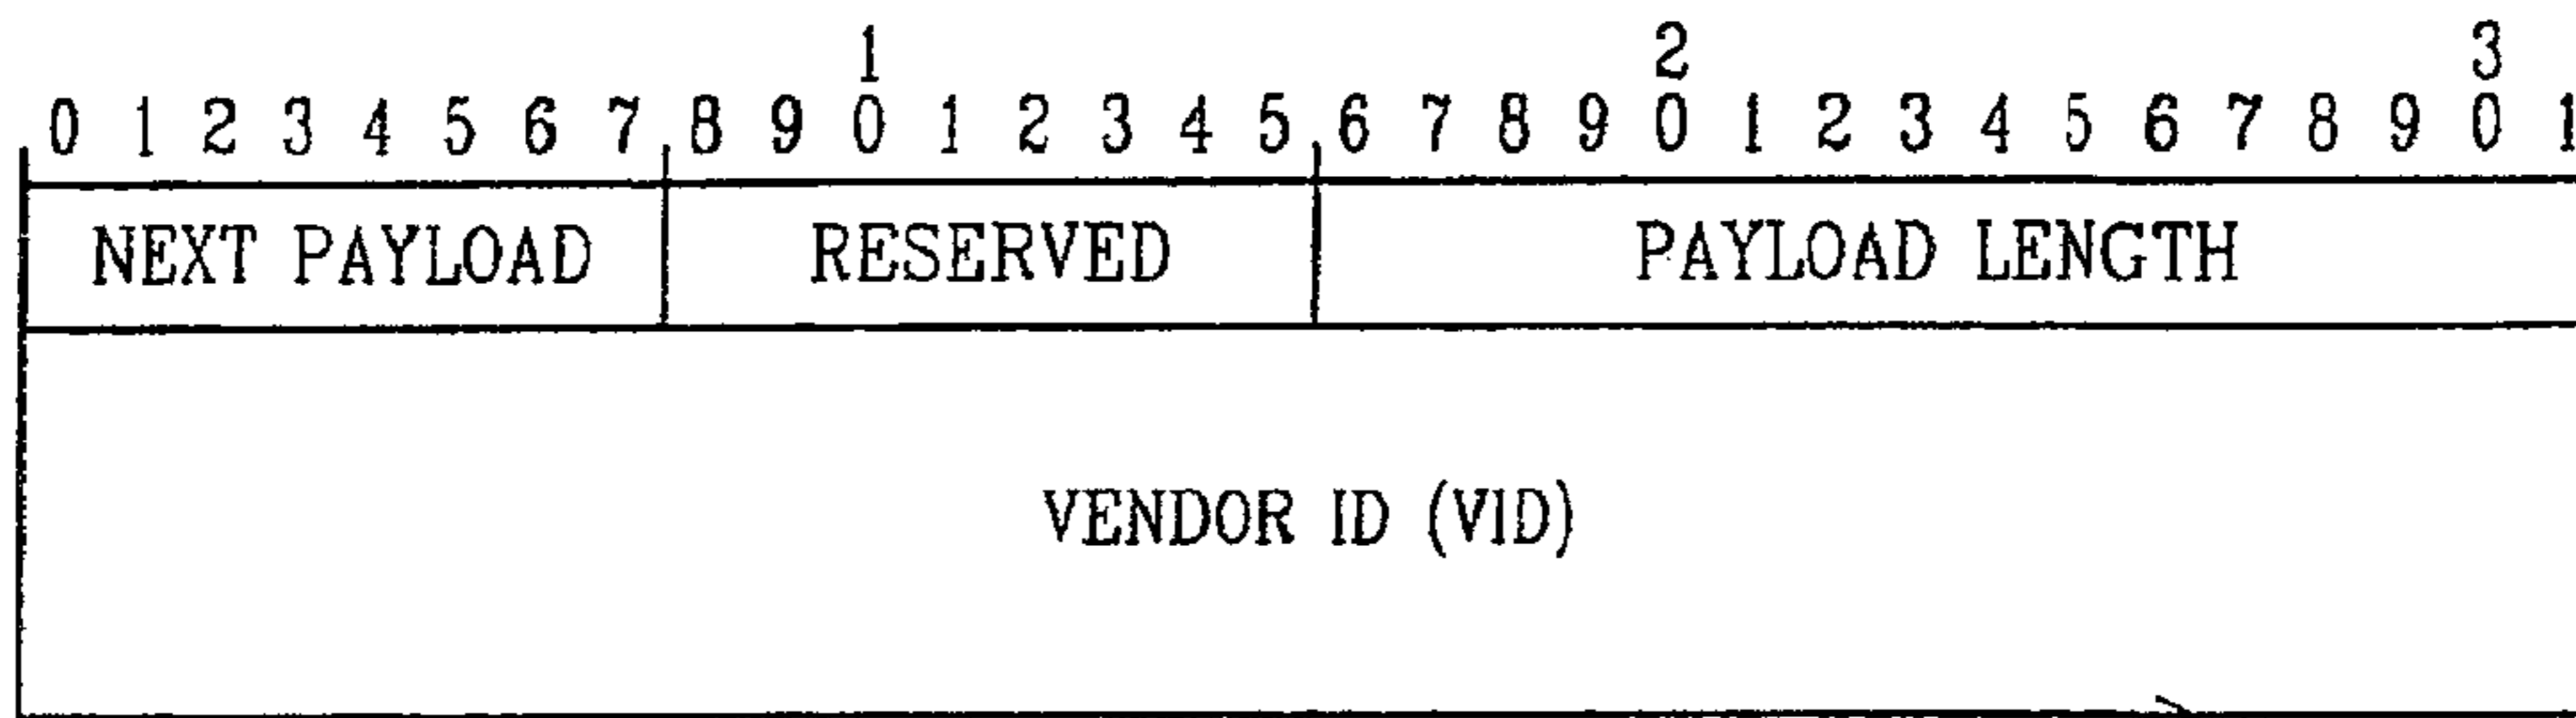 1 2 3
0 1 2 3 4 5 6 7 8 9 0 1 2 3 4 5 6 7 8 9 0 1 2 3 4 5 6 7 8 9 0 1
NEXT PAYLOAD RESERVED PAYLOAD LENGTH
VENDOR ID (VID)